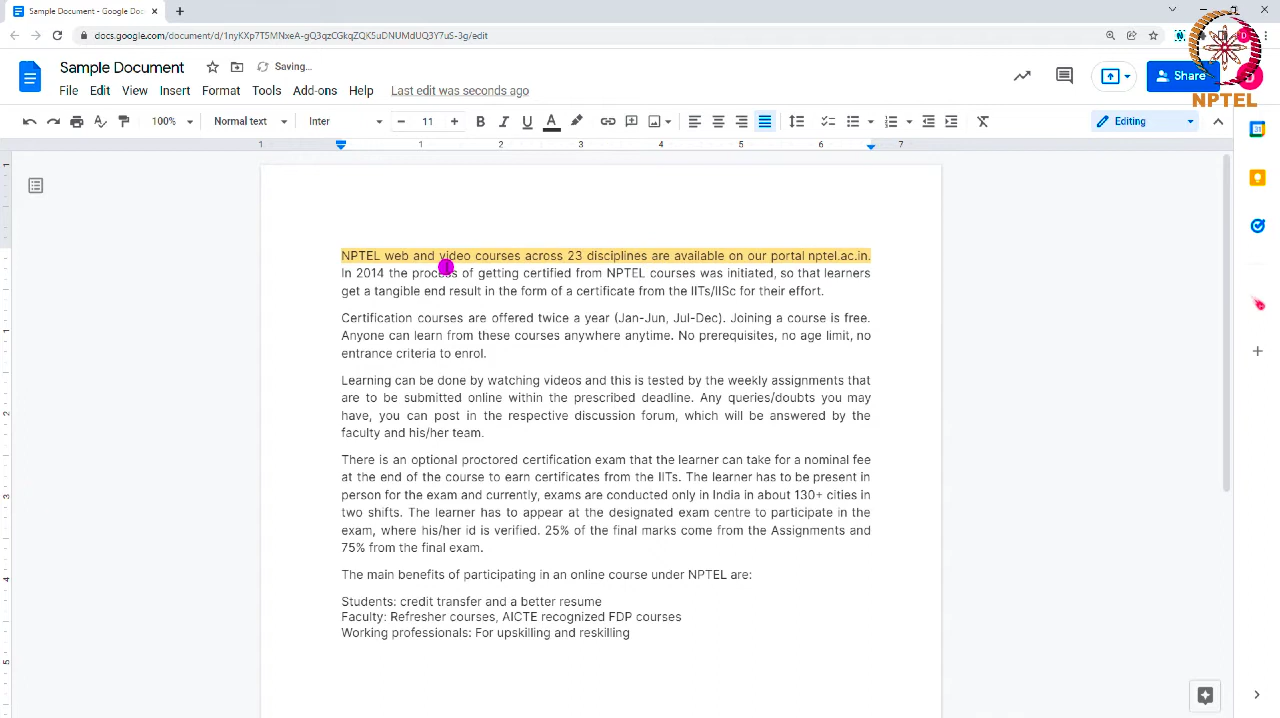 Sample Document - Google Doc
docs.google.com/document/d/1nyKXp7T5MNxeA-gQ3qzCGkqZQK5uDNUMdUQ3Y7uS-3g/edit
Sample Document
Saving...
File Edit View Insert Format Tools Add-ons Help Last edit was seconds ago
Share
NPTEL
100% Normal text Inter 11 B I U A Editing
1 1 2 3 4 5 6 7
NPTEL web and video courses across 23 disciplines are available on our portal nptel.ac.in.
In 2014 the process of getting certified from NPTEL courses was initiated, so that learners
get a tangible end result in the form of a certificate from the IITs/IISc for their effort.
Certification courses are offered twice a year (Jan-Jun, Jul-Dec). Joining a course is free.
Anyone can learn from these courses anywhere anytime. No prerequisites, no age limit, no
entrance criteria to enrol.
Learning can be done by watching videos and this is tested by the weekly assignments that
are to be submitted online within the prescribed deadline. Any queries/doubts you may
have, you can post in the respective discussion forum, which will be answered by the
faculty and his/her team.
There is an optional proctored certification exam that the learner can take for a nominal fee
at the end of the course to earn certificates from the IITs. The learner has to be present in
person for the exam and currently, exams are conducted only in India in about 130+ cities in
two shifts. The learner has to appear at the designated exam centre to participate in the
exam, where his/her id is verified. 25% of the final marks come from the Assignments and
75% from the final exam.
The main benefits of participating in an online course under NPTEL are:
Students: credit transfer and a better resume
Faculty: Refresher courses, AICTE recognized FDP courses
Working professionals: For upskilling and reskilling